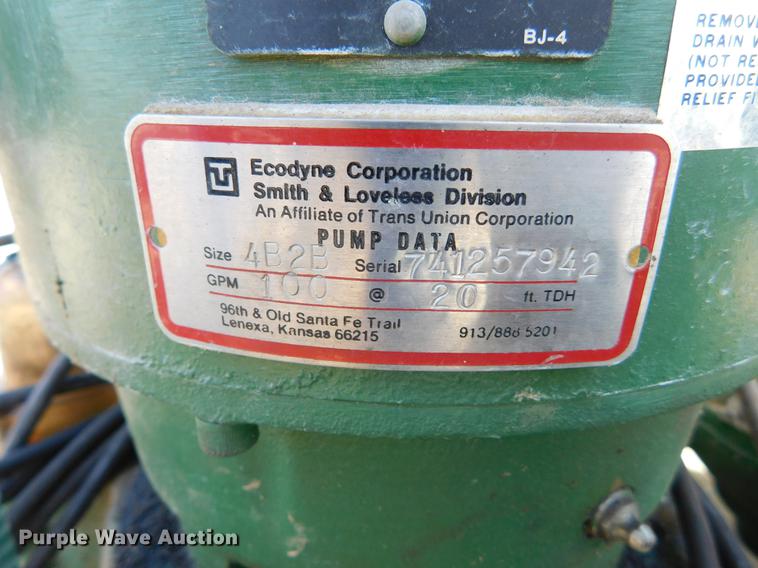 BJ-4
REMOVE
DRAIN
(NOT RE
PROVIDE
RELIEF
Ecodyne Corporation
Smith & Loveless Division
An Affiliate of Trans Union Corporation
PUMP DATA
Size 4B2B Serial 741257942
GPM 100 @ 20 ft. TDH
96th & Old Santa Fe Trail
Lenexa, Kansas 66215
913/888 5201
Purple Wave Auction